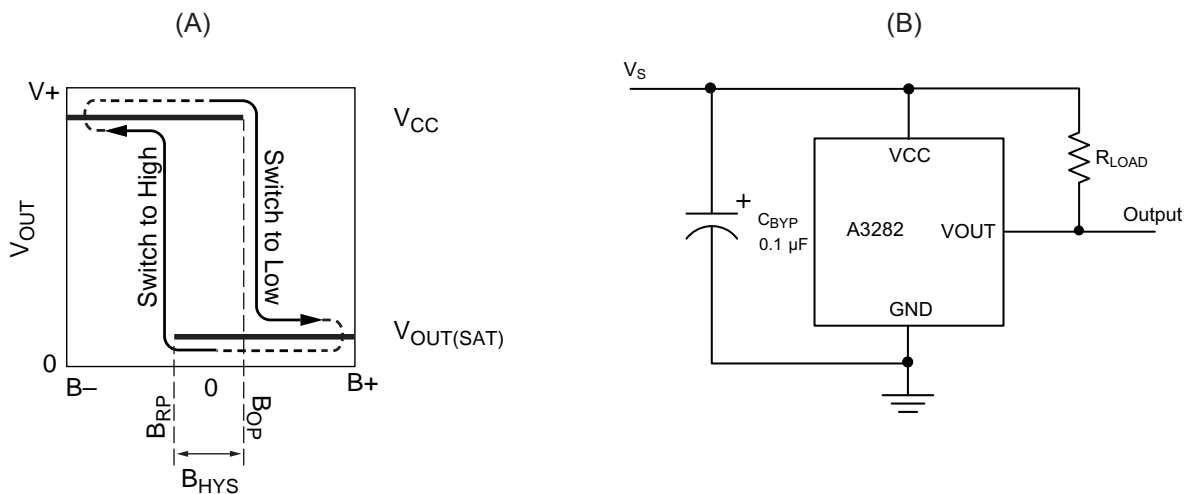 (A)
V+
V_CC
V_OUT
Switch to High
Switch to Low
V_OUT(SAT)
0
B–
0
B+
B_RP
B_OP
B_HYS
(B)
V_S
VCC
R_LOAD
+
C_BYP
0.1 µF
A3282
VOUT
Output
GND